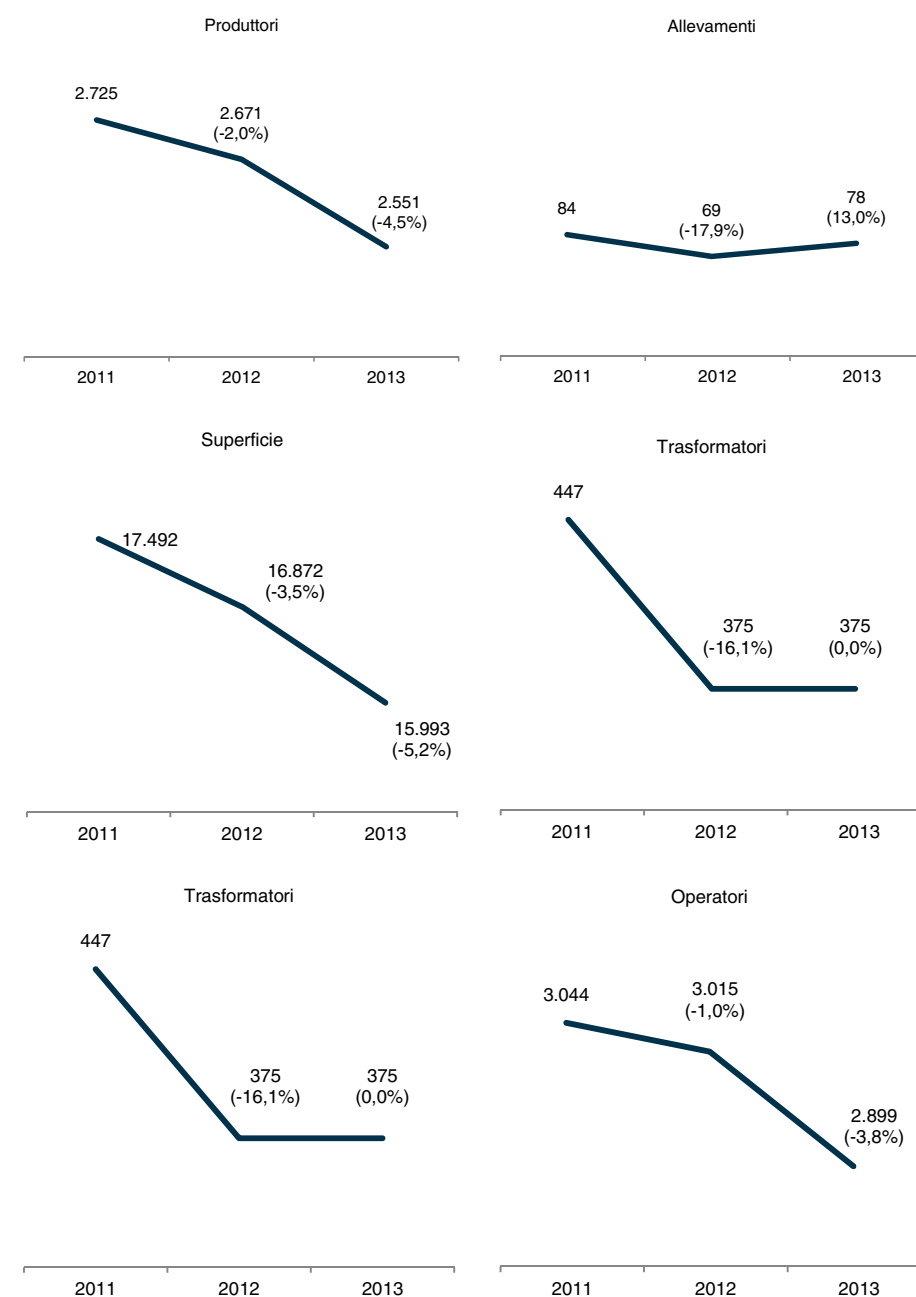 Produttori
2.725
2.671
(-2,0%)
2.551
(-4,5%)
2011 2012 2013
Allevamenti
84
69
(-17,9%)
78
(13,0%)
2011 2012 2013
Superficie
17.492
16.872
(-3,5%)
15.993
(-5,2%)
2011 2012 2013
Trasformatori
447
375
(-16,1%)
375
(0,0%)
2011 2012 2013
Trasformatori
447
375
(-16,1%)
375
(0,0%)
2011 2012 2013
Operatori
3.044
3.015
(-1,0%)
2.899
(-3,8%)
2011 2012 2013